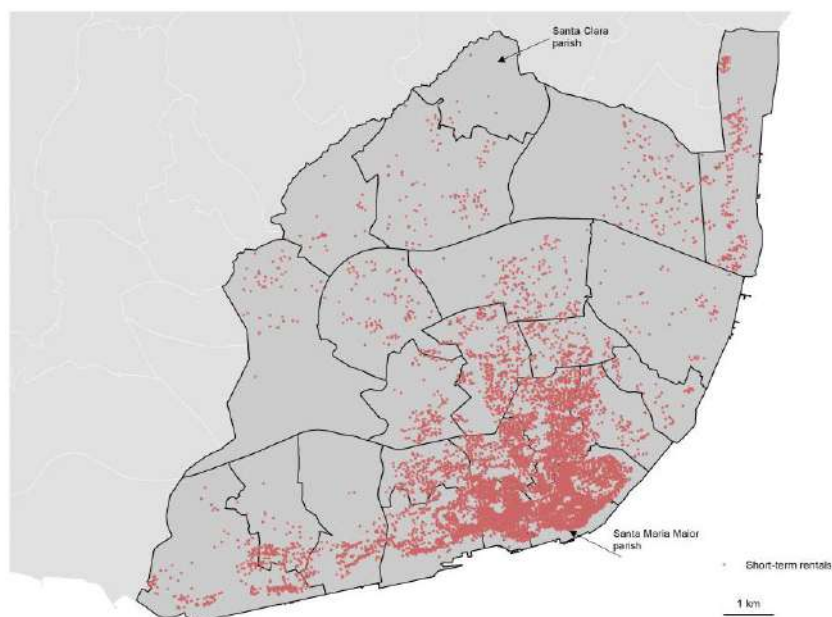 Santa Clara
parish
Santa Maria Maior
parish
Short-term rentals
1 km